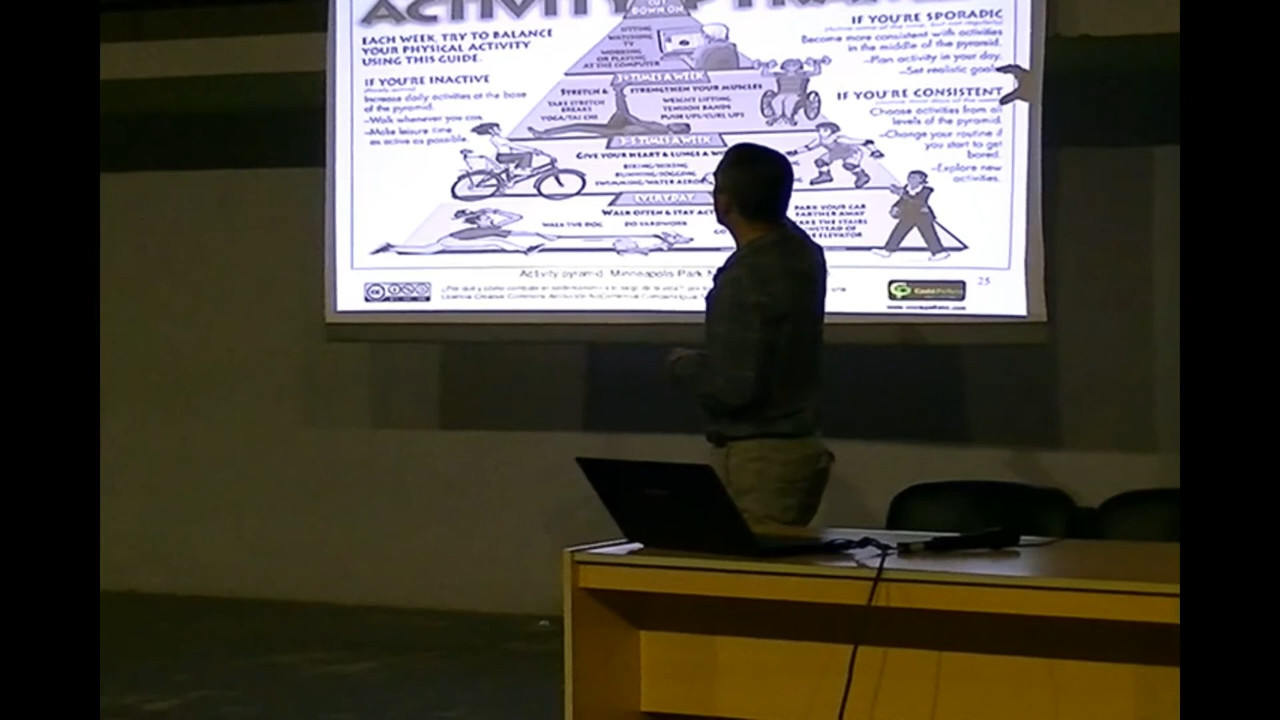 ACTIVITY
CUT
DOWN ON
SITTING
WATCHING
TV
WORKING
OR PLAYING
AT THE COMPUTER
EACH WEEK, TRY TO BALANCE
YOUR PHYSICAL ACTIVITY
USING THIS GUIDE.
IF YOU'RE INACTIVE
Increase daily activities at the base
of the pyramid.
-Walk whenever you can.
-Make leisure time
as active as possible.
IF YOU'RE SPORADIC
Become more consistent with activities
in the middle of the pyramid.
-Plan activity in your day.
-Set realistic goals.
IF YOU'RE CONSISTENT
Choose activities from all
levels of the pyramid.
-Change your routine if
you start to get
bored.
-Explore new
activities.
TIMES A WEEK
STRETCH & STRENGTHEN YOUR MUSCLES
TAKE STRETCH
BREAKS
YOGA/TAI CHI
WEIGHT LIFTING
TENSION BANDS
PUSH UPS/CURL UPS
3-5 TIMES A WEEK
GIVE YOUR HEART & LUNGS A
BIKING/HIKING
RUNNING/JOGGING
SWIMMING/WATER
EVERYDAY
WALK OFTEN & STAY
WALK THE DOG
DO YARDWORK
PARK YOUR CAR
FARTHER AWAY
TAKE THE STAIRS
INSTEAD OF
ELEVATOR
Activity pyramid. Minneapolis Park
25